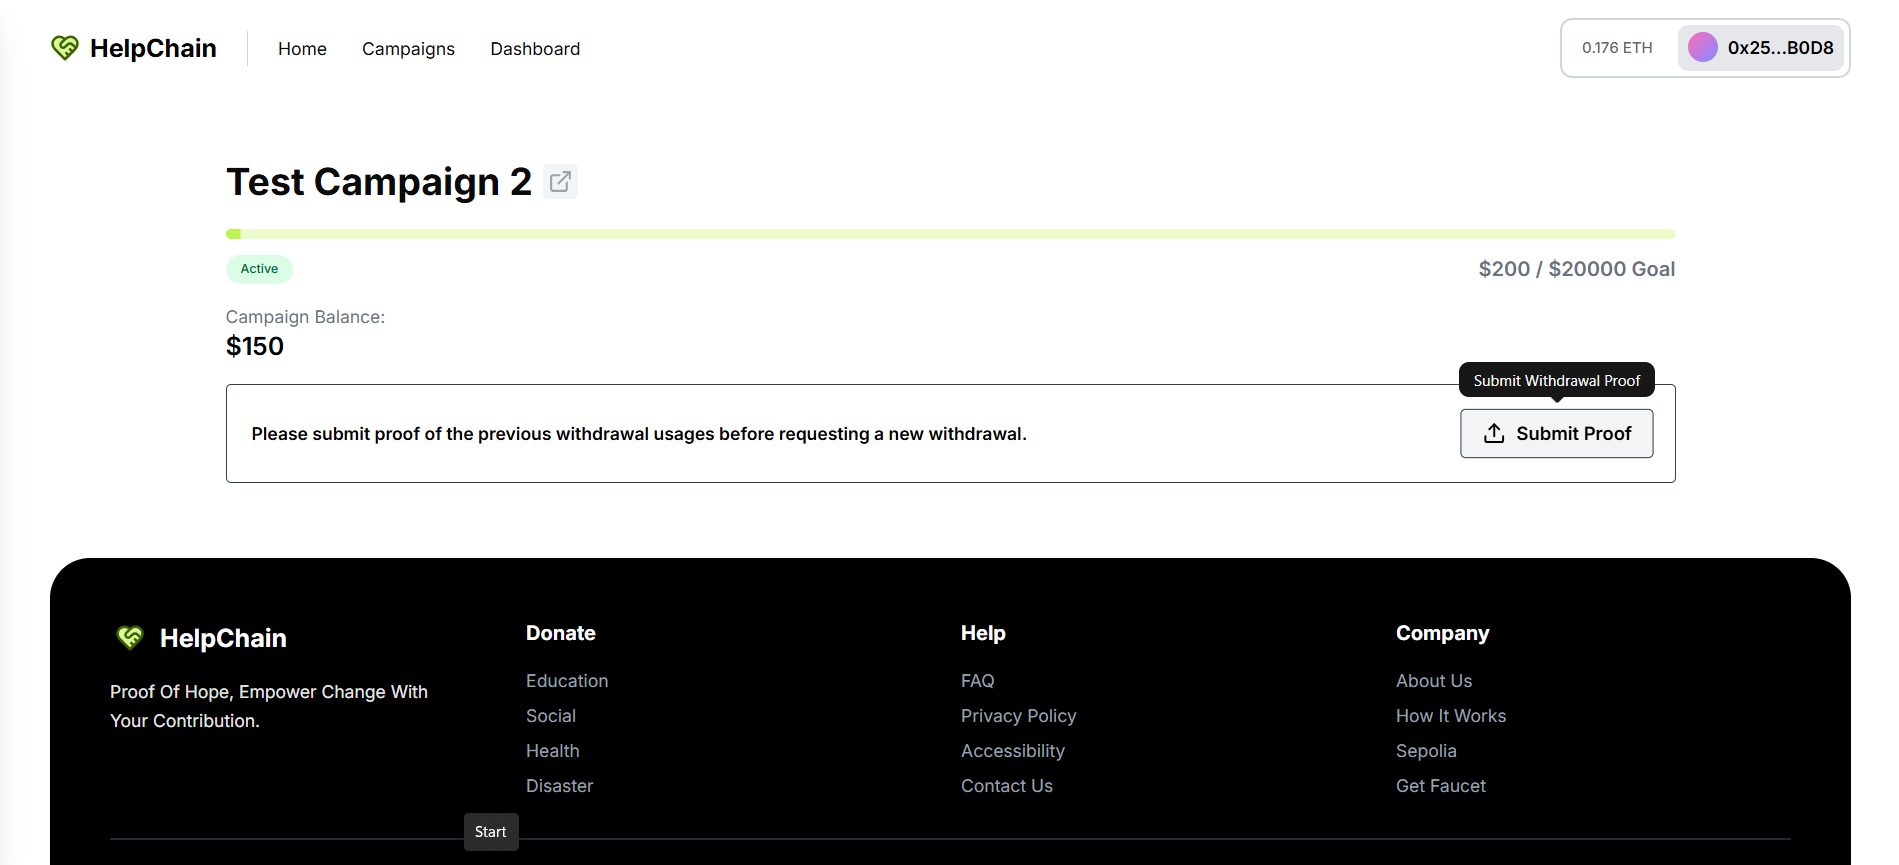 HelpChain
Home
Campaigns
Dashboard
0.176 ETH
0x25...B0D8
Test Campaign 2
Active
$200 / $20000 Goal
Campaign Balance:
$150
Submit Withdrawal Proof
Please submit proof of the previous withdrawal usages before requesting a new withdrawal.
Submit Proof
HelpChain
Proof Of Hope, Empower Change With
Your Contribution.
Donate
Education
Social
Health
Disaster
Help
FAQ
Privacy Policy
Accessibility
Contact Us
Company
About Us
How It Works
Sepolia
Get Faucet
Start